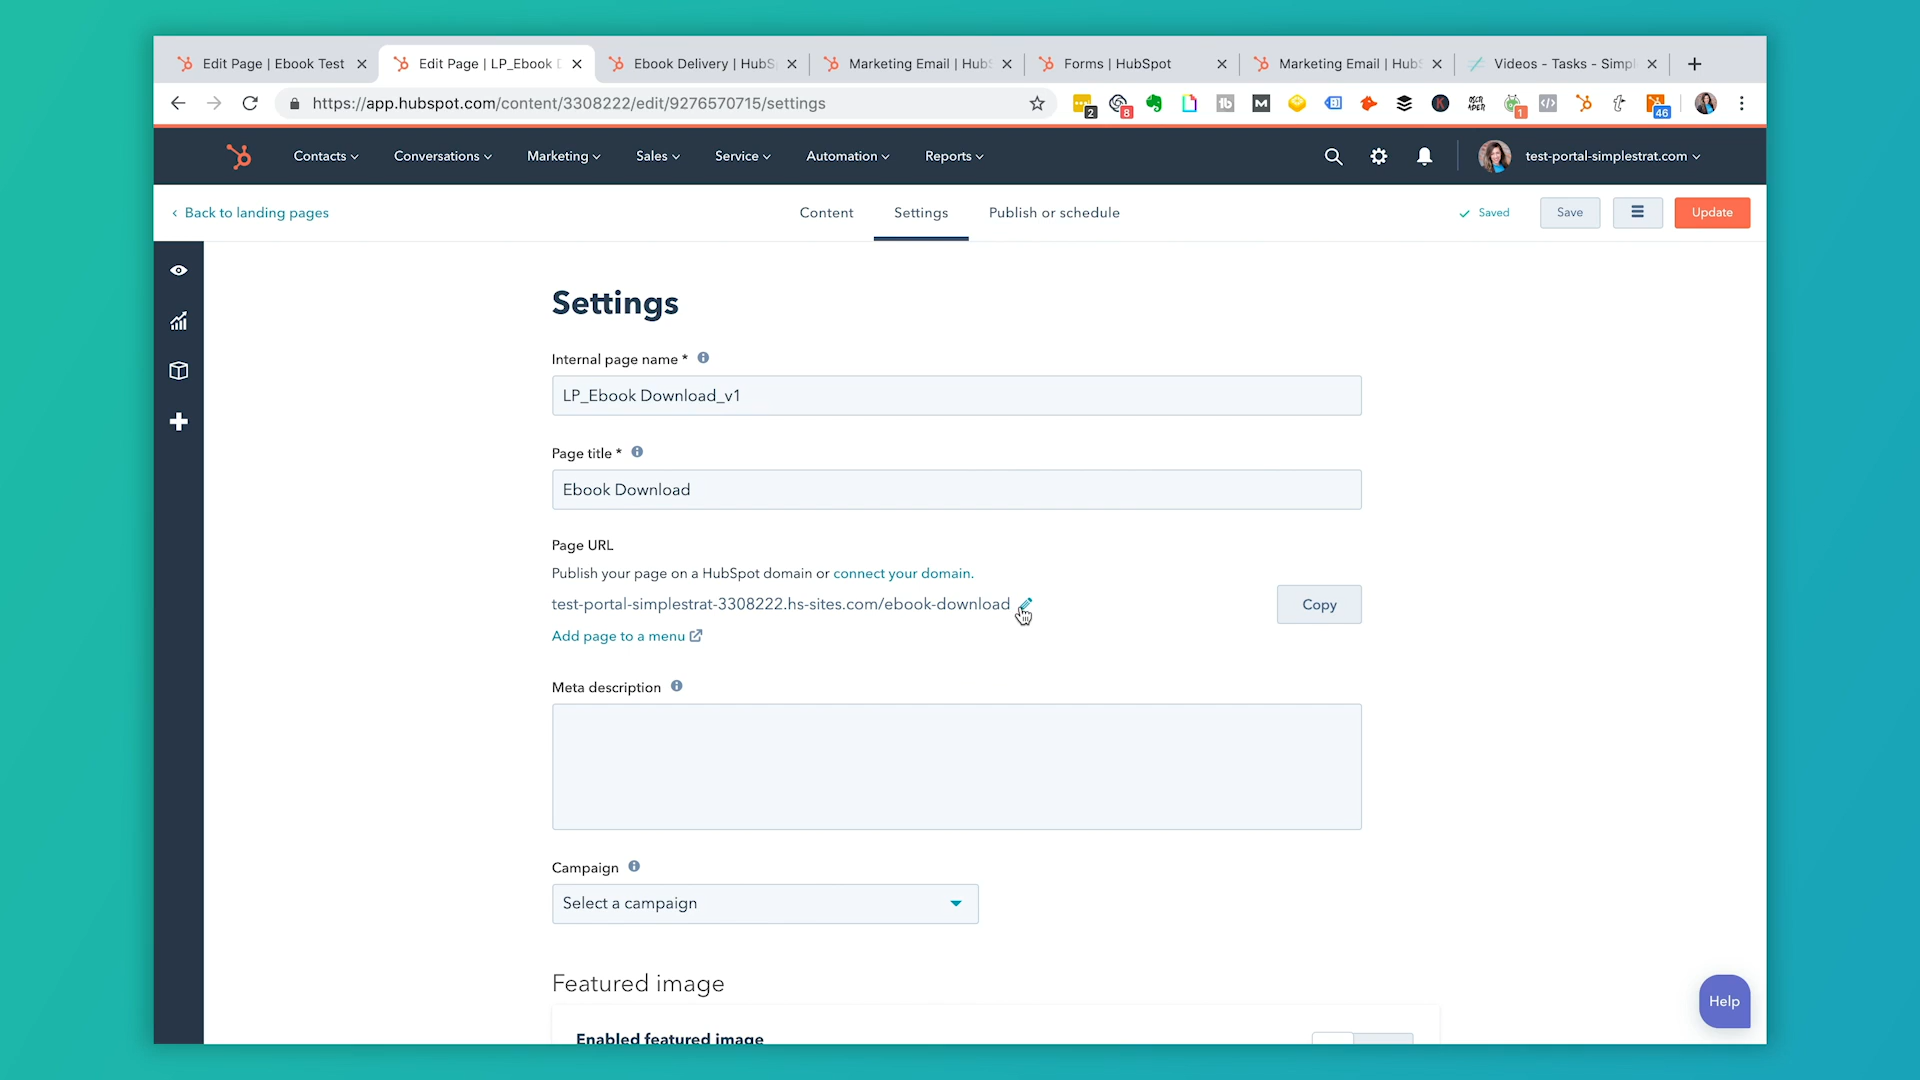 Edit Page | Ebook Test
Edit Page | LP_Ebook
Ebook Delivery | HubS
Marketing Email | Hub
Forms | HubSpot
Marketing Email | Hub
Videos - Tasks - Simpl
https://app.hubspot.com/content/3308222/edit/9276570715/settings
2
8
1
46
Contacts
Conversations
Marketing
Sales
Service
Automation
Reports
test-portal-simplestrat.com
Back to landing pages
Content
Settings
Publish or schedule
Saved
Save
Update
Settings
Internal page name *
LP_Ebook Download_v1
Page title *
Ebook Download
Page URL
Publish your page on a HubSpot domain or connect your domain.
test-portal-simplestrat-3308222.hs-sites.com/ebook-download
Copy
Add page to a menu
Meta description
Campaign
Select a campaign
Featured image
Enabled featured image
Help